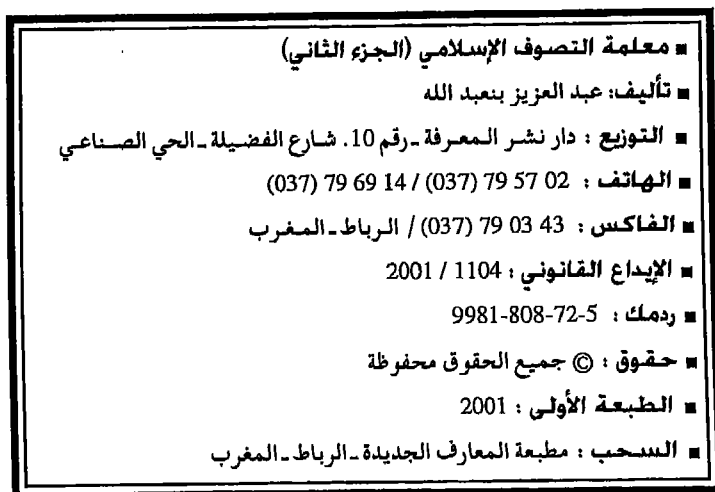 ■ معلمة التصوف الإسلامي (الجزء الثاني)
■ تأليف: عبد العزيز بنعبد الله
■ التوزيع : دار نشر المعرفة ـ رقم 10. شارع الفضيلة ـ الحي الصناعي
■ الهاتف : 02 57 79 (037) / 14 69 79 (037)
■ الفاكس : 43 03 79 (037) / الرباط ـ المغرب
■ الإيداع القانوني : 1104 / 2001
■ ردمك : 5-72-808-9981
■ حقوق : © جميع الحقوق محفوظة
■ الطبعة الأولى : 2001
■ السحب : مطبعة المعارف الجديدة ـ الرباط ـ المغرب